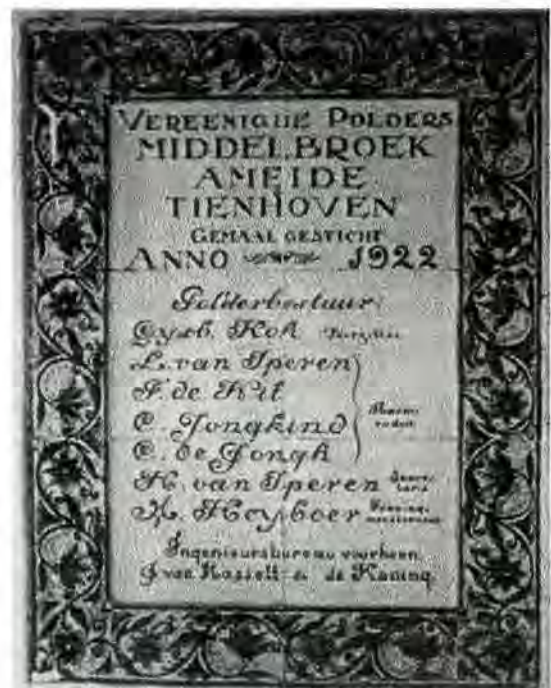 VEREENIGDE POLDERS
MIDDELBROEK
AMEIDE
TIENHOVEN
GEMAAL GESTICHT
ANNO 1922
Polderbestuur
Gysb. Kok
L. van Iperen
C. Jongkind
C. de Jongh
H. van Iperen
Ingenieursbureau voorheen
J van Hasselt & de Koning